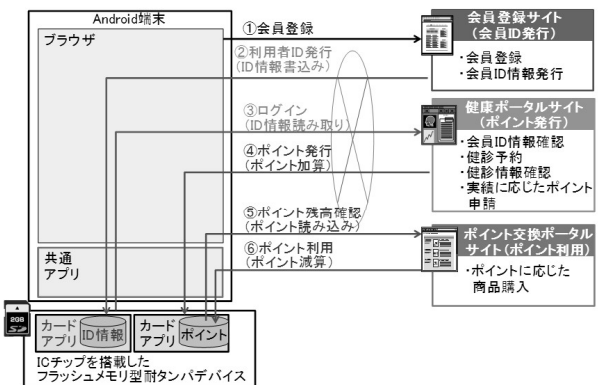 Android端末
ブラウザ
①会員登録
②利用者ID発行
(ID情報書込み)
③ログイン
(ID情報読み取り)
④ポイント発行
(ポイント加算)
⑤ポイント残高確認
(ポイント読み込み)
⑥ポイント利用
(ポイント減算)
共通
アプリ
会員登録サイト
(会員ID発行)
・会員登録
・会員ID情報発行
健康ポータルサイト
(ポイント発行)
・会員ID情報確認
・健診予約
・健診情報確認
・実績に応じたポイント
申請
ポイント交換ポータル
サイト(ポイント利用)
・ポイントに応じた
商品購入
2GB
カード
アプリ
ID情報
カード
アプリ
ポイント
ICチップを搭載した
フラッシュメモリ型耐タンパデバイス